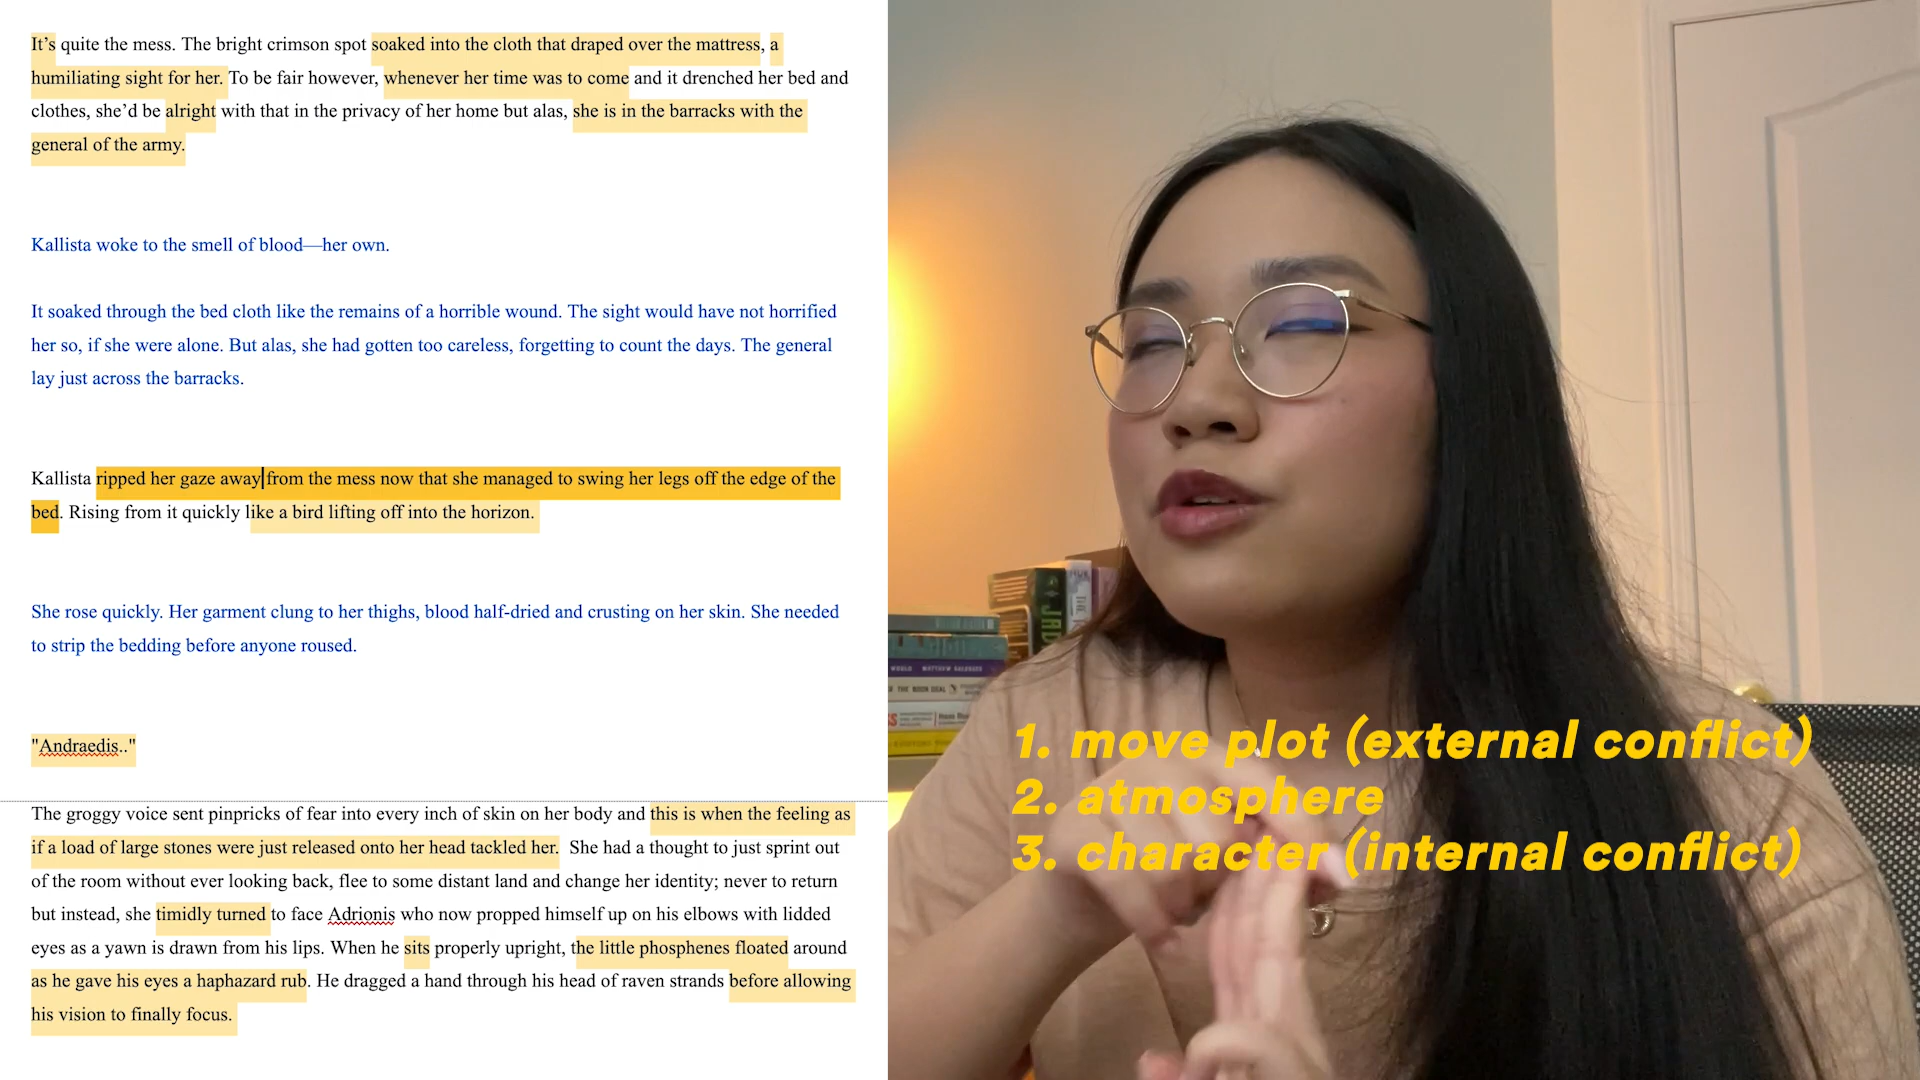 It’s quite the mess. The bright crimson spot soaked into the cloth that draped over the mattress, a
humiliating sight for her. To be fair however, whenever her time was to come and it drenched her bed and
clothes, she’d be alright with that in the privacy of her home but alas, she is in the barracks with the
general of the army.
Kallista woke to the smell of blood—her own.
It soaked through the bed cloth like the remains of a horrible wound. The sight would have not horrified
her so, if she were alone. But alas, she had gotten too careless, forgetting to count the days. The general
lay just across the barracks.
Kallista ripped her gaze away from the mess now that she managed to swing her legs off the edge of the
bed. Rising from it quickly like a bird lifting off into the horizon.
She rose quickly. Her garment clung to her thighs, blood half-dried and crusting on her skin. She needed
to strip the bedding before anyone roused.
"Andraedis.."
The groggy voice sent pinpricks of fear into every inch of skin on her body and this is when the feeling as
if a load of large stones were just released onto her head tackled her. She had a thought to just sprint out
of the room without ever looking back, flee to some distant land and change her identity; never to return
but instead, she timidly turned to face Adrionis who now propped himself up on his elbows with lidded
eyes as a yawn is drawn from his lips. When he sits properly upright, the little phosphenes floated around
as he gave his eyes a haphazard rub. He dragged a hand through his head of raven strands before allowing
his vision to finally focus.
1. move plot (external conflict)
2. atmosphere
3. character (internal conflict)
THE BOOK DEAL